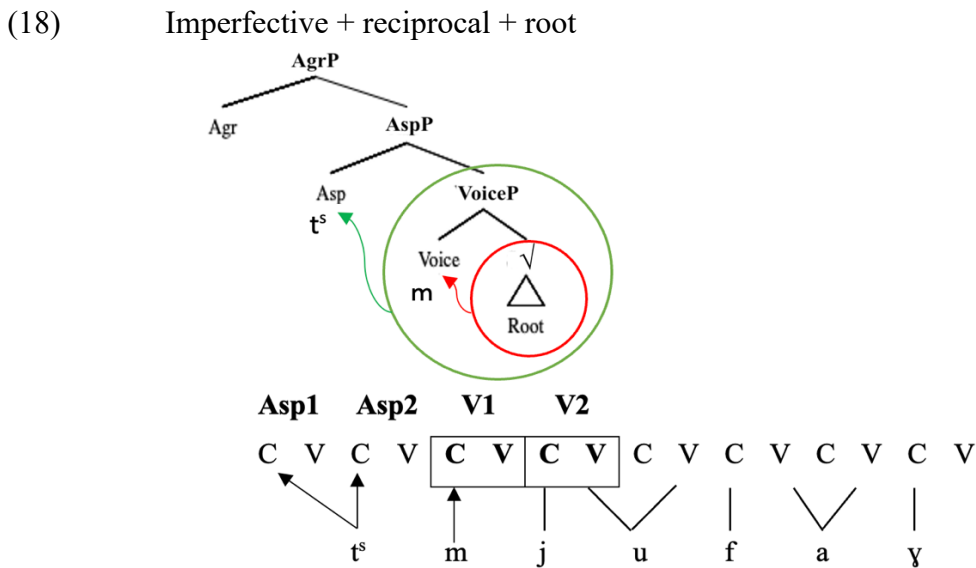 (18) Imperfective + reciprocal + root
AgrP
Agr AspP
Asp VoiceP
tˢ
Voice √
m
Root
Asp1 Asp2 V1 V2
C V C V C V C V C V C V C V C V
tˢ m j u f a ɣ